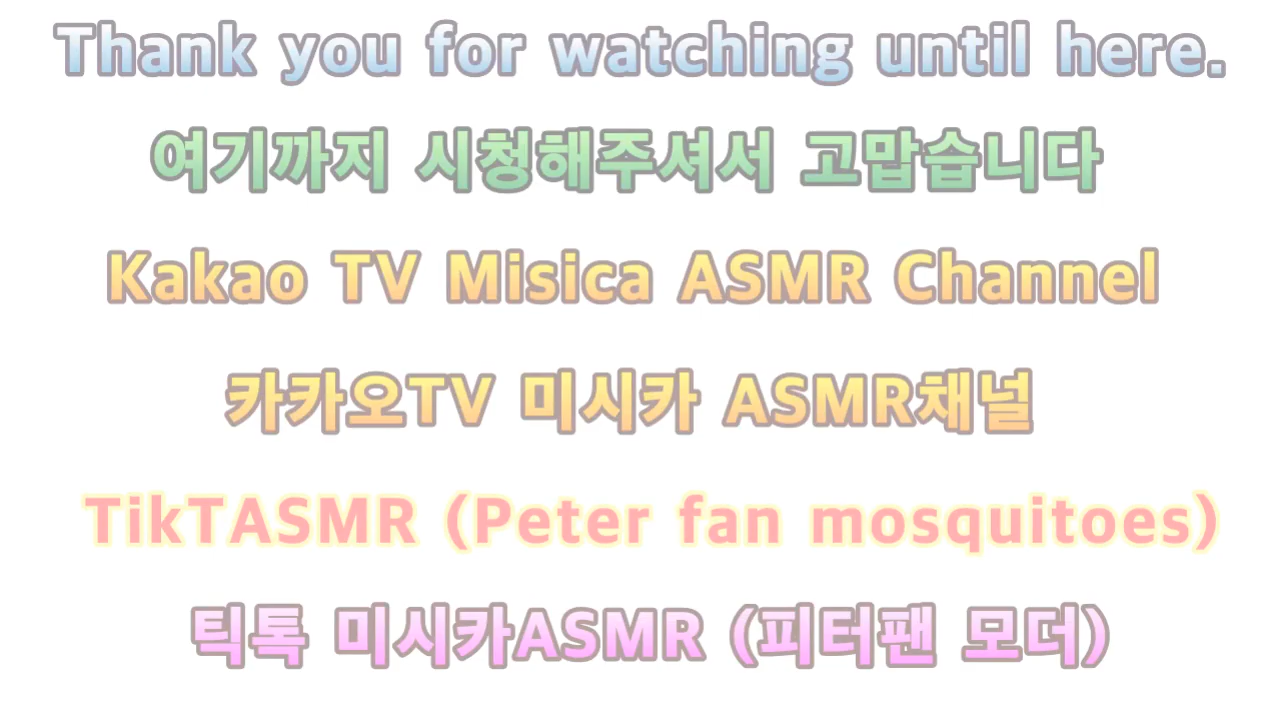 Thank you for watching until here.
여기까지 시청해주셔서 고맙습니다
Kakao TV Misica ASMR Channel
카카오TV 미시카 ASMR채널
TikTASMR (Peter fan mosquitoes)
틱톡 미시카ASMR (피터팬 모더)